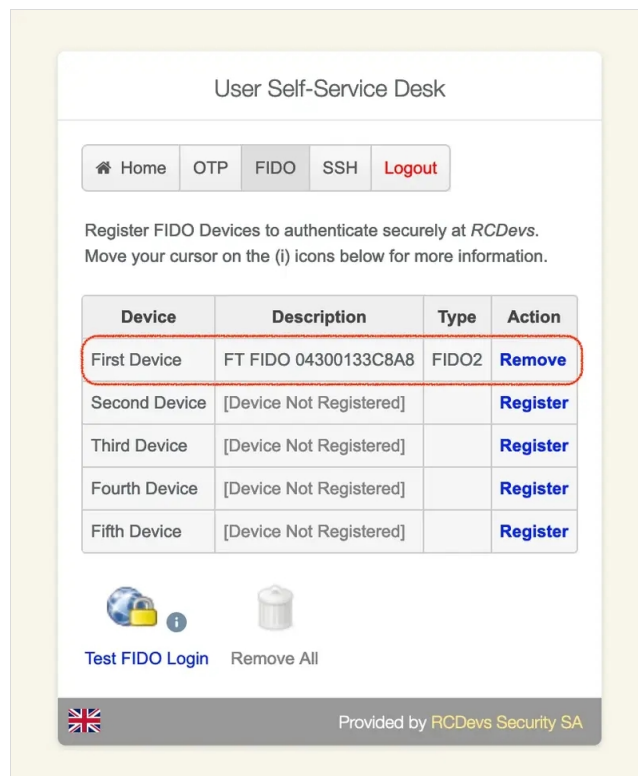 User Self-Service Desk
Home OTP FIDO SSH Logout
Register FIDO Devices to authenticate securely at RCDevs.
Move your cursor on the (i) icons below for more information.
Device Description Type Action
First Device FT FIDO 04300133C8A8 FIDO2 Remove
Second Device [Device Not Registered] Register
Third Device [Device Not Registered] Register
Fourth Device [Device Not Registered] Register
Fifth Device [Device Not Registered] Register
i
Test FIDO Login Remove All
Provided by RCDevs Security SA